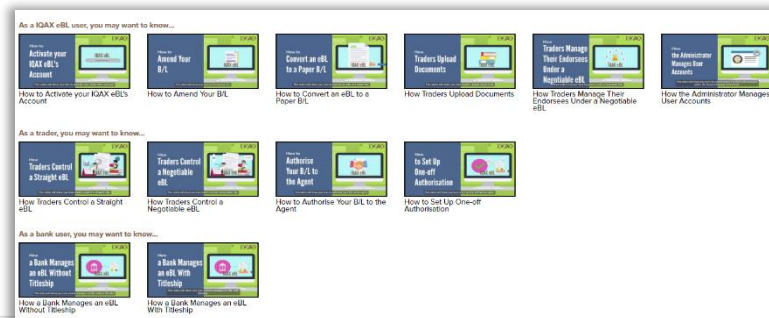 As a IQAX eBL user, you may want to know...
How to
Activate your
IQAX eBL's
Account
How to Activate your IQAX eBL's
Account
How to
Amend Your
B/L
How to Amend Your B/L
How to
Convert an eBL
to a Paper B/L
How to Convert an eBL to a
Paper B/L
How
Traders Upload
Documents
How Traders Upload Documents
How
Traders Manage
Their Endorsees
Under a
Negotiable eBL
How Traders Manage Their
Endorsees Under a Negotiable
eBL
How
the Administrator
Manages User
Accounts
How the Administrator Manages
User Accounts
As a trader, you may want to know...
How
Traders Control
a Straight eBL
How Traders Control a Straight
eBL
How
Traders Control
a Negotiable
eBL
How Traders Control a
Negotiable eBL
How to
Authorise
Your B/L to
the Agent
How to Authorise Your B/L to the
Agent
How
to Set Up
One-off
Authorisation
How to Set Up One-off
Authorisation
As a bank user, you may want to know...
How
a Bank Manages
an eBL Without
Titleship
How a Bank Manages an eBL
Without Titleship
How
a Bank Manages
an eBL With
Titleship
How a Bank Manages an eBL
With Titleship